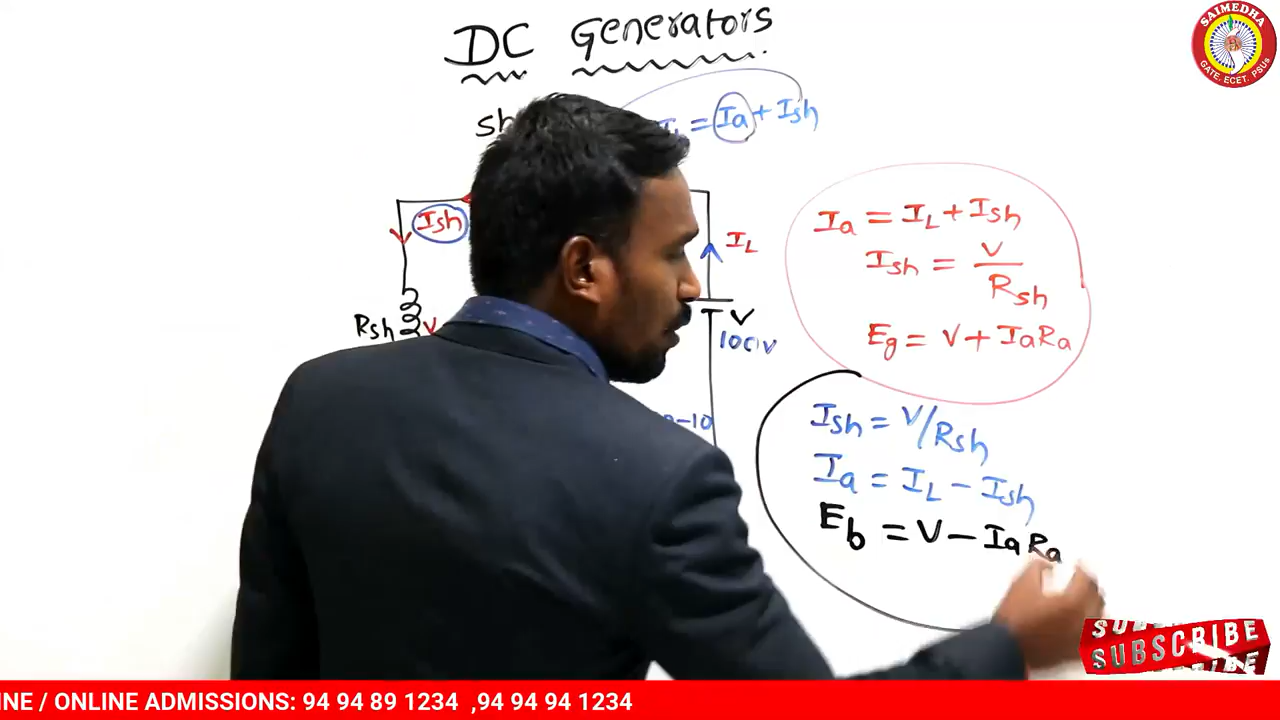 DC Generators
sh
= Ia + Ish
Ish
IL
Rsh
V
V
100V
-10
Ia = IL + Ish
Ish = V / Rsh
Eg = V + IaRa
Ish = V/Rsh
Ia = IL - Ish
Eb = V - IaRa
SAIMEDHA
GATE. ECET. PSUs
SUBSCRIBE
INE / ONLINE ADMISSIONS: 94 94 89 1234 ,94 94 94 1234